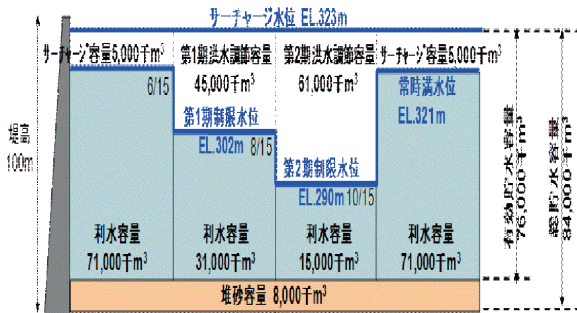 サーチャージ水位 EL.323m
サーチャージ容量5,000千m³
第1期洪水調節容量
45,000千m³
第2期洪水調節容量
61,000千m³
サーチャージ容量5,000千m³
6/15
第1期制限水位
EL.302m 8/15
第2期制限水位
EL.290m 10/15
常時満水位
EL.321m
堤高
100m
利水容量
71,000千m³
利水容量
31,000千m³
利水容量
15,000千m³
利水容量
71,000千m³
堆砂容量 8,000千m³
有効貯水容量
76,000千m³
総貯水容量
84,000千m³